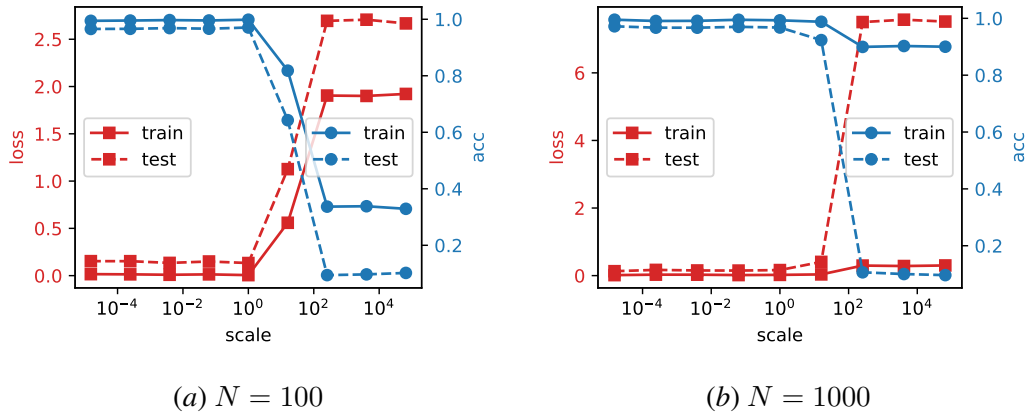 2.5
2.0
1.5
1.0
0.5
0.0
loss
train
test
train
test
1.0
0.8
0.6
0.4
0.2
acc
10^-4
10^-2
10^0
10^2
10^4
scale
(a) N = 100
6
4
2
0
loss
train
test
train
test
1.0
0.8
0.6
0.4
0.2
acc
10^-4
10^-2
10^0
10^2
10^4
scale
(b) N = 1000